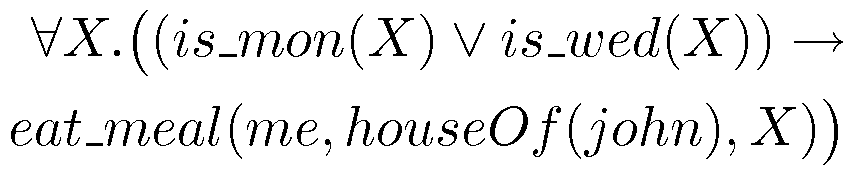 ∀X.((is_mon(X) ∨ is_wed(X)) →
eat_meal(me, houseOf(john), X))